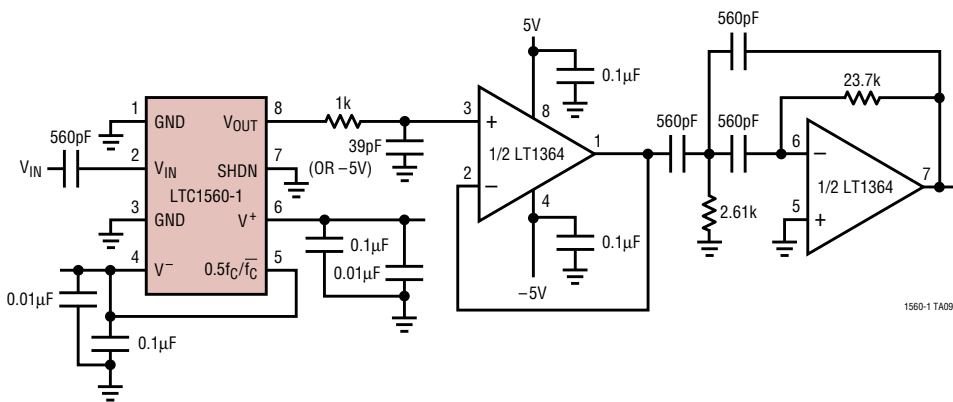 560pF
5V
0.1µF
23.7k
1
GND
VOUT
8
1k
3
+
8
560pF
560pF
560pF
VIN
2
VIN
SHDN
7
39pF
(OR –5V)
1/2 LT1364
1
6
–
LTC1560-1
2
–
1/2 LT1364
7
3
GND
V+
6
4
2.61k
5
+
0.1µF
0.1µF
4
V–
0.5fC/f̅C̅
5
0.01µF
–5V
0.01µF
0.1µF
1560-1 TA09